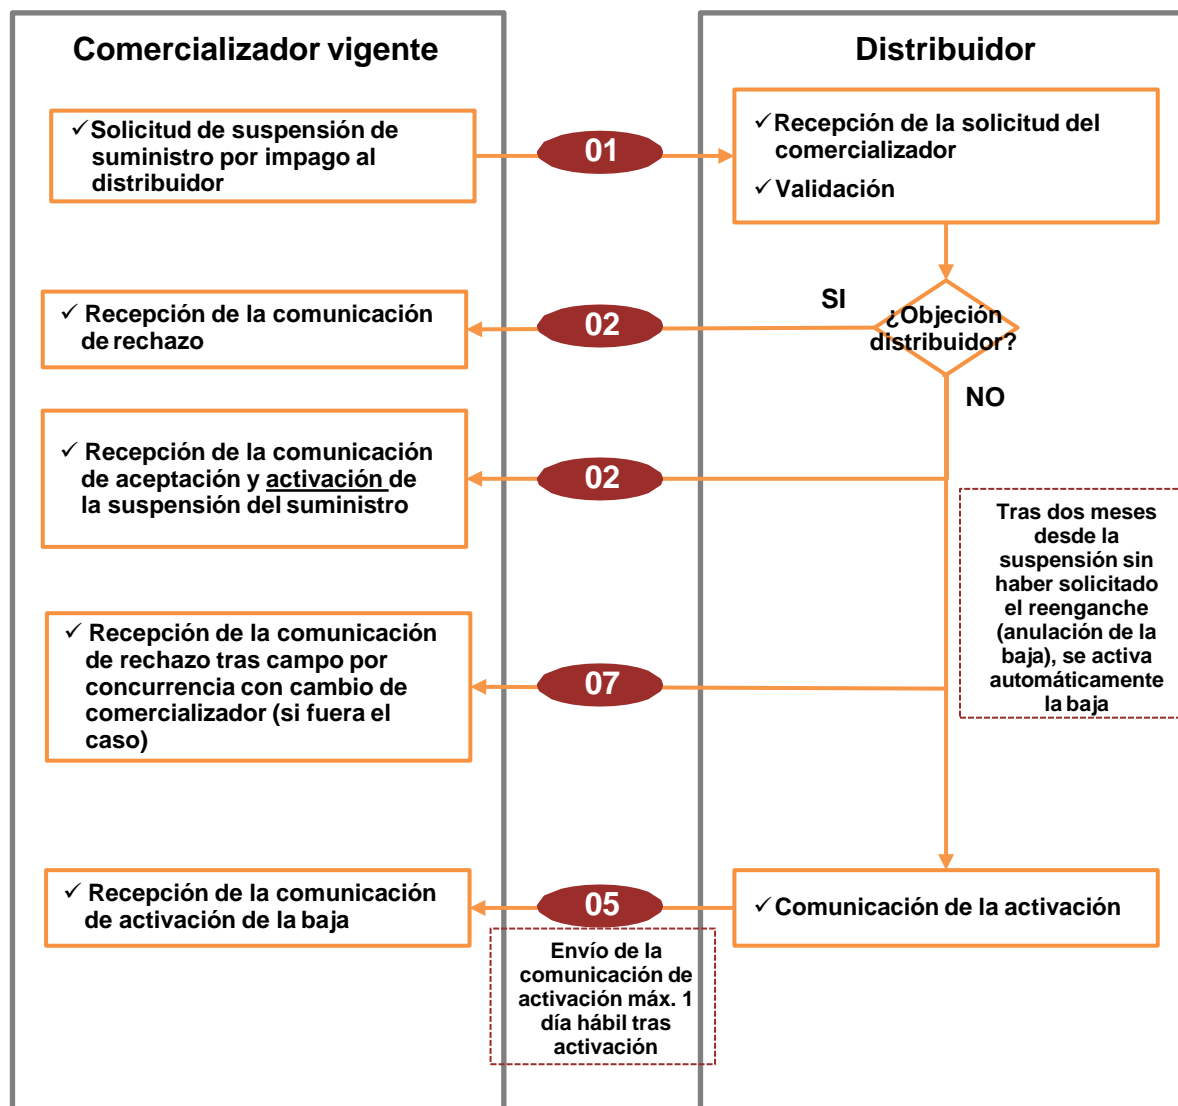 Comercializador vigente
Distribuidor
✓Solicitud de suspensión de
suministro por impago al
distribuidor
01
✓Recepción de la solicitud del
comercializador
✓Validación
SI
¿Objeción
distribuidor?
NO
✓ Recepción de la comunicación
de rechazo
02
✓ Recepción de la comunicación
de aceptación y activación de
la suspensión del suministro
02
Tras dos meses
desde la
suspensión sin
haber solicitado
el reenganche
(anulación de la
baja), se activa
automáticamente
la baja
✓ Recepción de la comunicación
de rechazo tras campo por
concurrencia con cambio de
comercializador (si fuera el
caso)
07
✓ Recepción de la comunicación
de activación de la baja
05
✓Comunicación de la activación
Envío de la
comunicación de
activación máx. 1
día hábil tras
activación